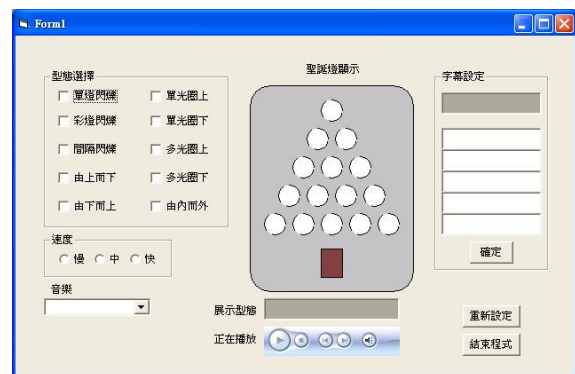 Form1
型態選擇
單燈閃爍
單光圈上
彩燈閃爍
單光圈下
間隔閃爍
多光圈上
由上而下
多光圈下
由下而上
由內而外
速度
慢 中 快
音樂
聖誕燈顯示
展示型態
正在播放
字幕設定
確定
重新設定
結束程式